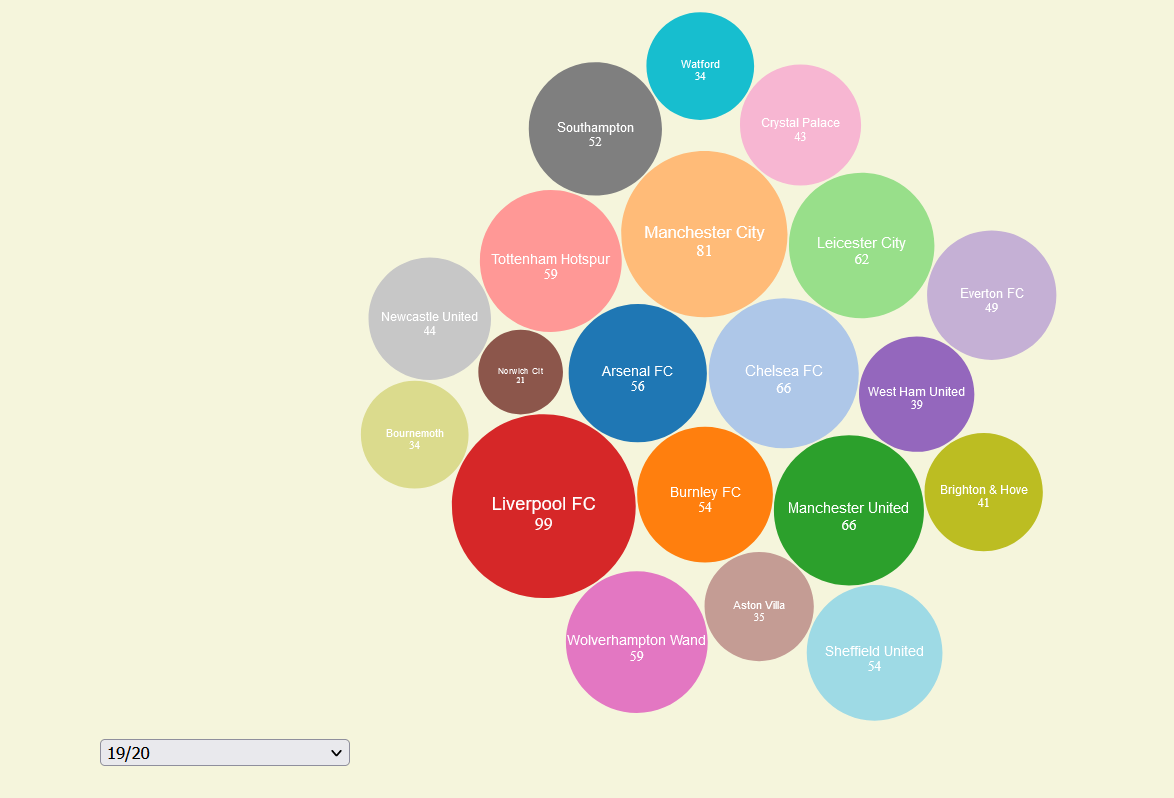 Watford
34
Crystal Palace
43
Southampton
52
Manchester City
81
Leicester City
62
Tottenham Hotspur
59
Everton FC
49
Newcastle United
44
Norwich Cit
21
Arsenal FC
56
Chelsea FC
66
West Ham United
39
Bournemoth
34
Liverpool FC
99
Burnley FC
54
Manchester United
66
Brighton & Hove
41
Aston Villa
35
Wolverhampton Wand
59
Sheffield United
54
19/20